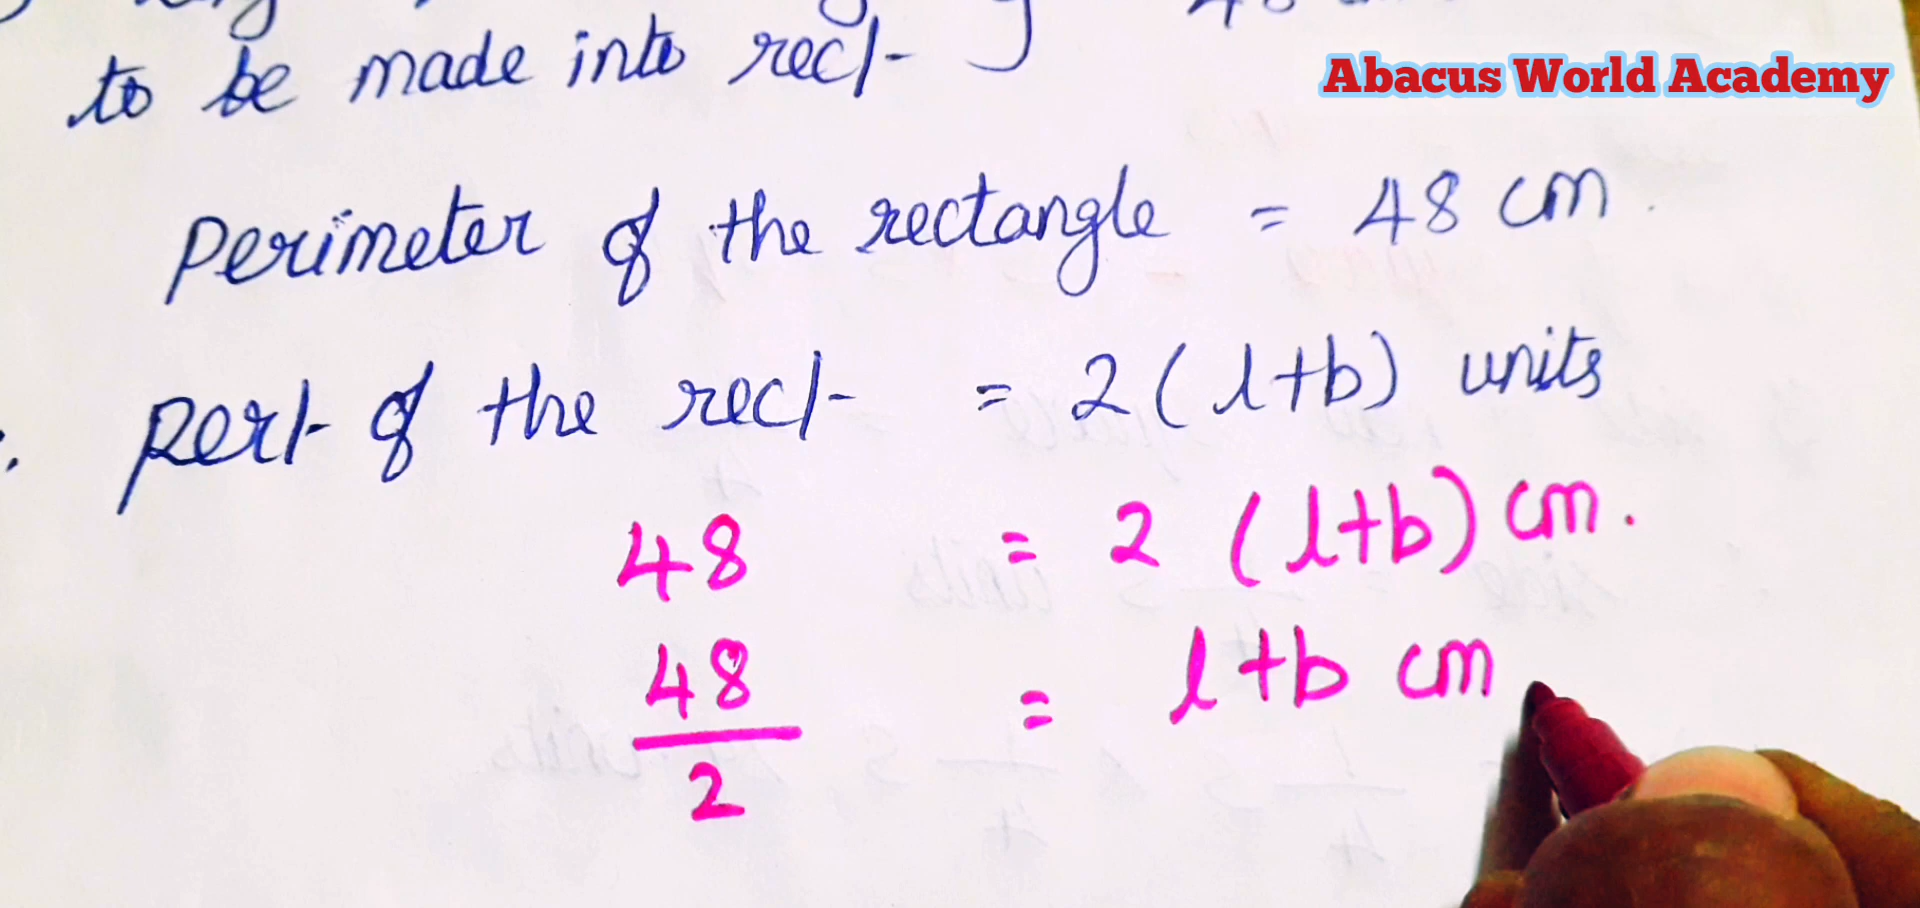 to be made into rect-
Abacus World Academy
Perimeter of the rectangle = 48 cm.
Pert of the rect- = 2(l+b) units
48 = 2 (l+b) cm.
48/2 = l+b cm